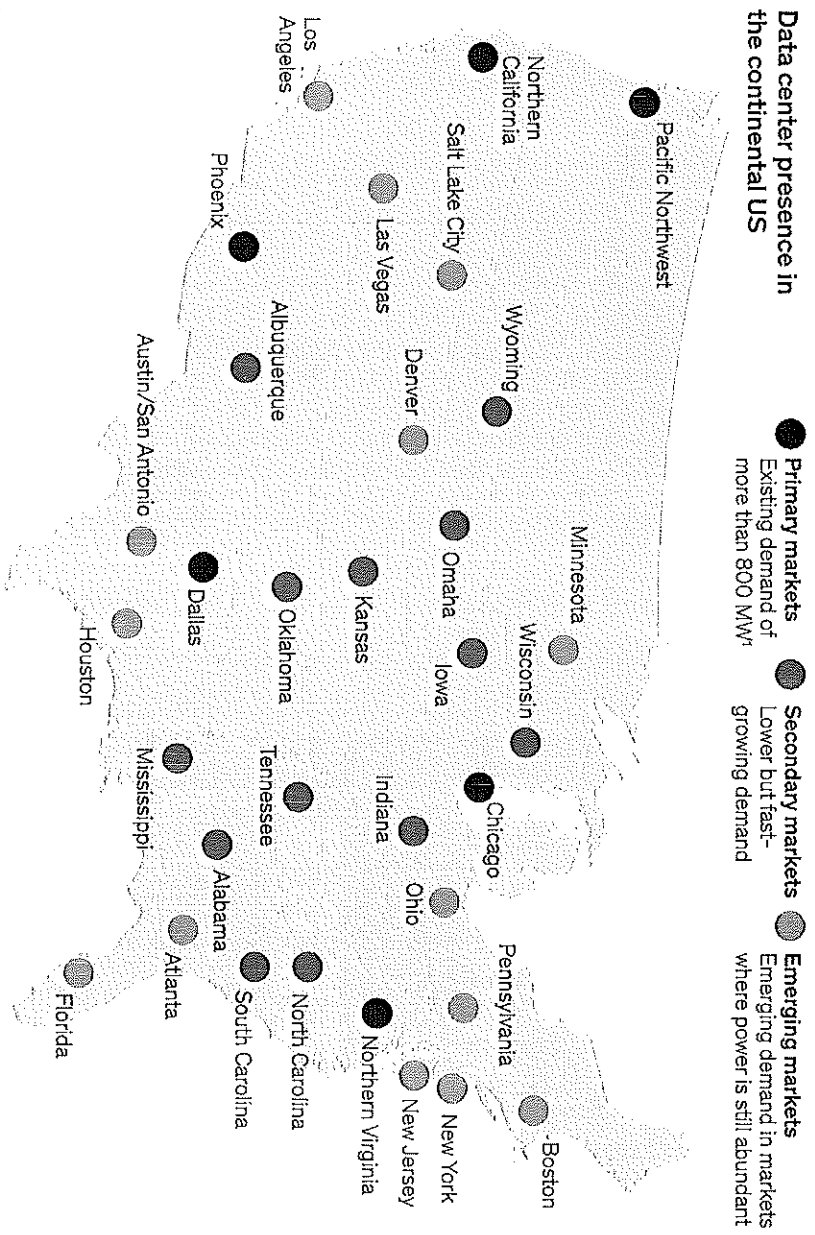 Data center presence in
the continental US
Primary markets
Existing demand of
more than 800 MW¹
Secondary markets
Lower but fast-
growing demand
Emerging markets
Emerging demand in markets
where power is still abundant
Pacific Northwest
Northern
California
Los
Angeles
Salt Lake City
Las Vegas
Phoenix
Wyoming
Denver
Albuquerque
Austin/San Antonio
Minnesota
Omaha
Kansas
Oklahoma
Dallas
Houston
Wisconsin
Iowa
Chicago
Indiana
Tennessee
Mississippi
Alabama
Ohio
Pennsylvania
Atlanta
Florida
South Carolina
North Carolina
Northern Virginia
New Jersey
New York
Boston